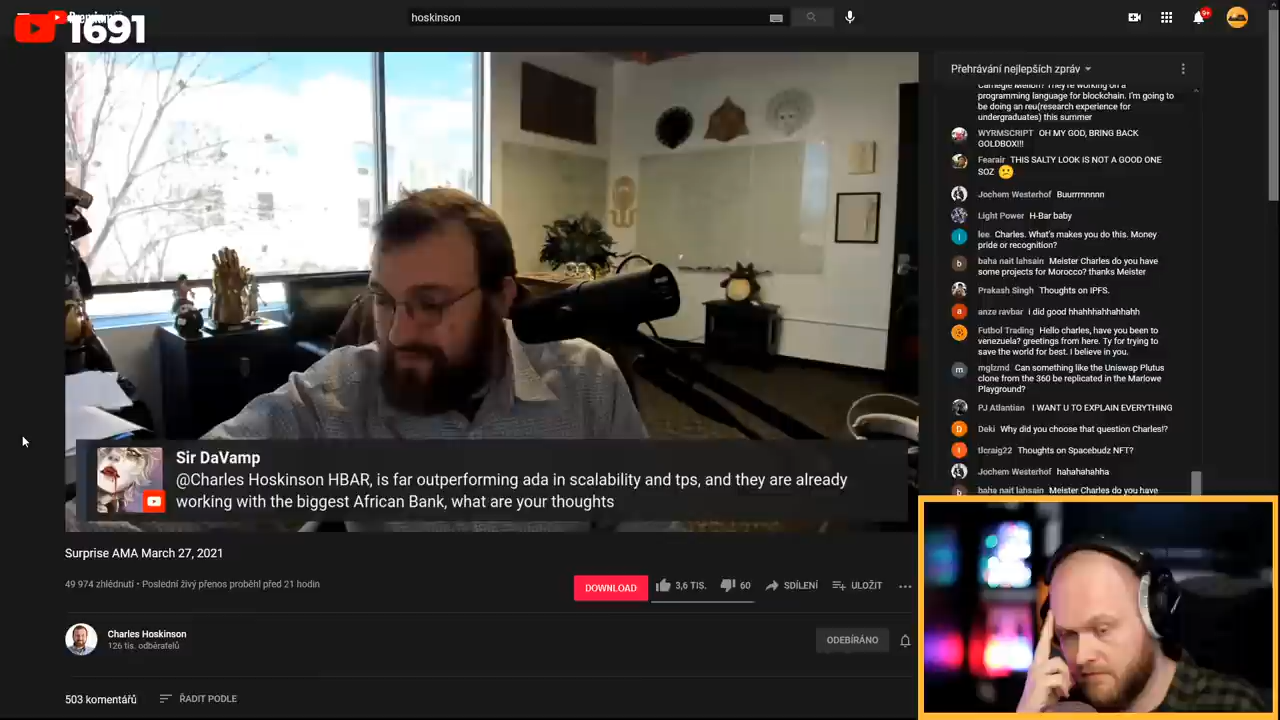 1691
hoskinson
9+
Přehrávání nejlepších zpráv
Carnegie Mellon? They're working on a
programming language for blockchain. I'm going to
be doing an reu(research experience for
undergraduates) this summer
WYRMSCRIPT OH MY GOD, BRING BACK
GOLDBOX!!!
Fearair THIS SALTY LOOK IS NOT A GOOD ONE
SOZ
Jochem Westerhof Buurrrnnnnn
Light Power H-Bar baby
lee. Charles. What's makes you do this. Money
pride or recognition?
baha nait lahsain Meister Charles do you have
some projects for Morocco? thanks Meister
Prakash Singh Thoughts on IPFS.
anze ravbar i did good hhahhhahhahhahh
Futbol Trading Hello charles, have you been to
venezuela? greetings from here. Ty for trying to
save the world for best. I believe in you.
mglzmd Can something like the Uniswap Plutus
clone from the 360 be replicated in the Marlowe
Playground?
PJ Atlantian I WANT U TO EXPLAIN EVERYTHING
Deki Why did you choose that question Charles!?
tlcraig22 Thoughts on Spacebudz NFT?
Jochem Westerhof hahahahahha
baha nait lahsain Meister Charles do you have
Sir DaVamp
@Charles Hoskinson HBAR, is far outperforming ada in scalability and tps, and they are already
working with the biggest African Bank, what are your thoughts
Surprise AMA March 27, 2021
49 974 zhlédnutí • Poslední živý přenos proběhl před 21 hodin
DOWNLOAD
3,6 TIS.
60
SDÍLENÍ
ULOŽIT
Charles Hoskinson
126 tis. odběratelů
ODEBÍRÁNO
503 komentářů
ŘADIT PODLE